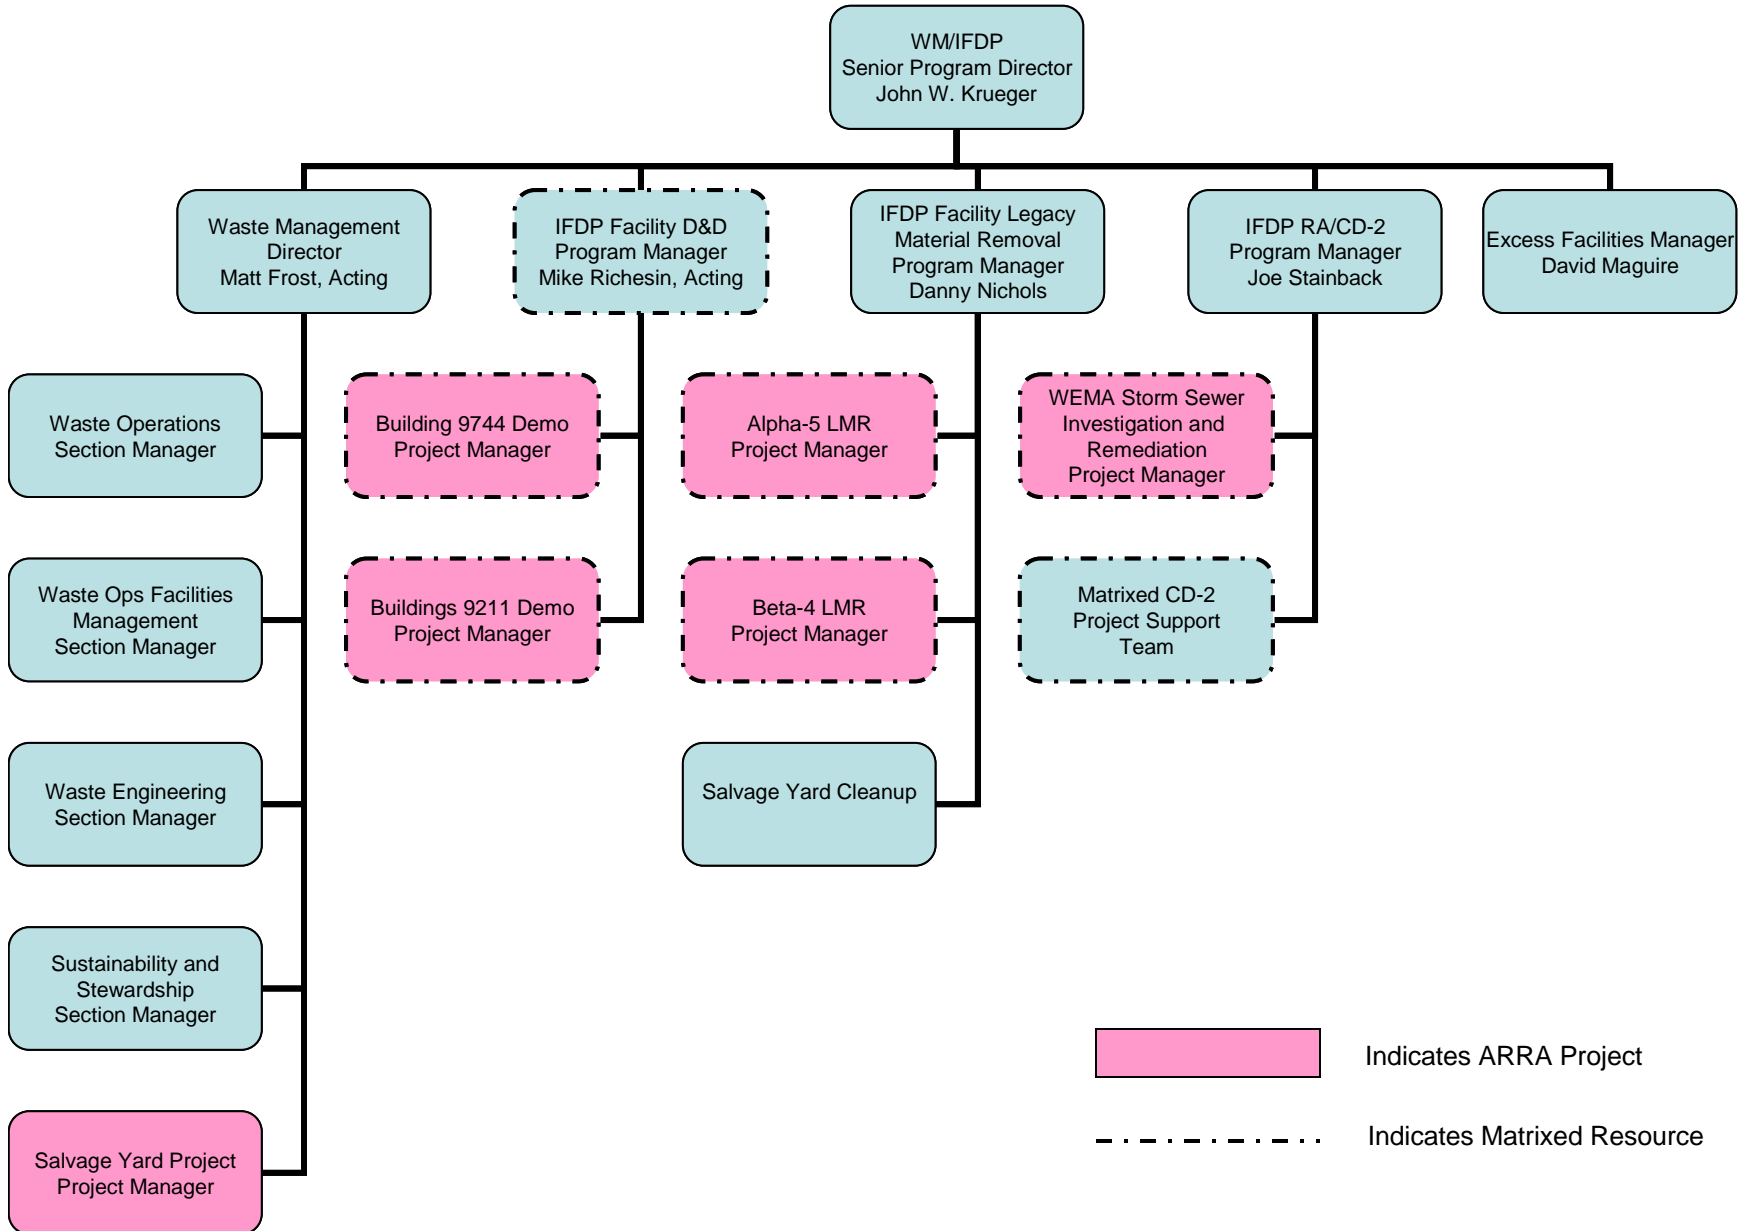 WM/IFDP
Senior Program Director
John W. Krueger
Waste Management
Director
Matt Frost, Acting
IFDP Facility D&D
Program Manager
Mike Richesin, Acting
IFDP Facility Legacy
Material Removal
Program Manager
Danny Nichols
IFDP RA/CD-2
Program Manager
Joe Stainback
Excess Facilities Manager
David Maguire
Waste Operations
Section Manager
Building 9744 Demo
Project Manager
Alpha-5 LMR
Project Manager
WEMA Storm Sewer
Investigation and
Remediation
Project Manager
Waste Ops Facilities
Management
Section Manager
Buildings 9211 Demo
Project Manager
Beta-4 LMR
Project Manager
Matrixed CD-2
Project Support
Team
Waste Engineering
Section Manager
Salvage Yard Cleanup
Sustainability and
Stewardship
Section Manager
Salvage Yard Project
Project Manager
Indicates ARRA Project
Indicates Matrixed Resource